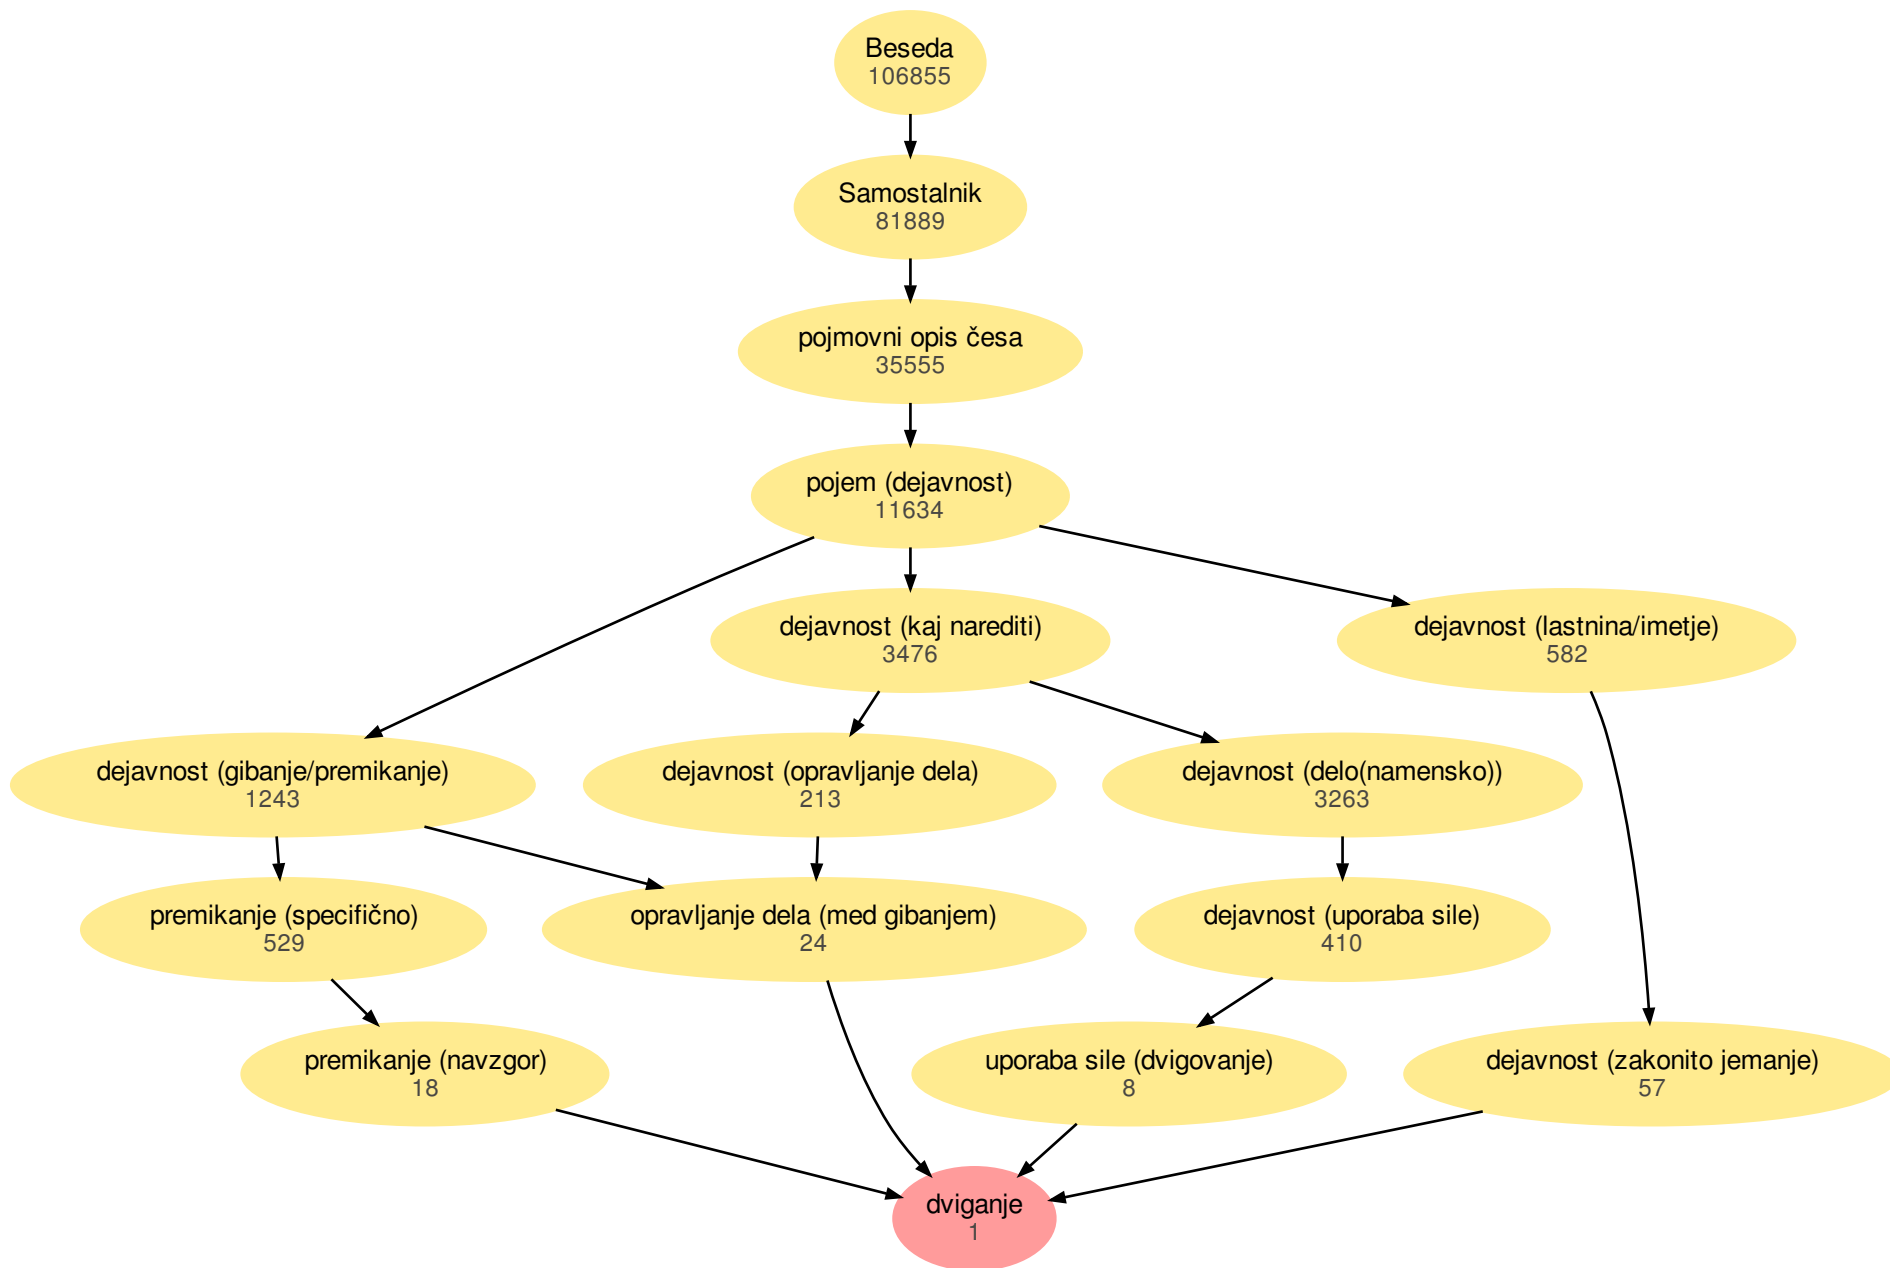 Beseda
106855
Samostalnik
81889
pojmovni opis česa
35555
pojem (dejavnost)
11634
dejavnost (kaj narediti)
3476
dejavnost (lastnina/imetje)
582
dejavnost (gibanje/premikanje)
1243
dejavnost (opravljanje dela)
213
dejavnost (delo(namensko))
3263
premikanje (specifično)
529
opravljanje dela (med gibanjem)
24
dejavnost (uporaba sile)
410
premikanje (navzgor)
18
uporaba sile (dvigovanje)
8
dejavnost (zakonito jemanje)
57
dviganje
1